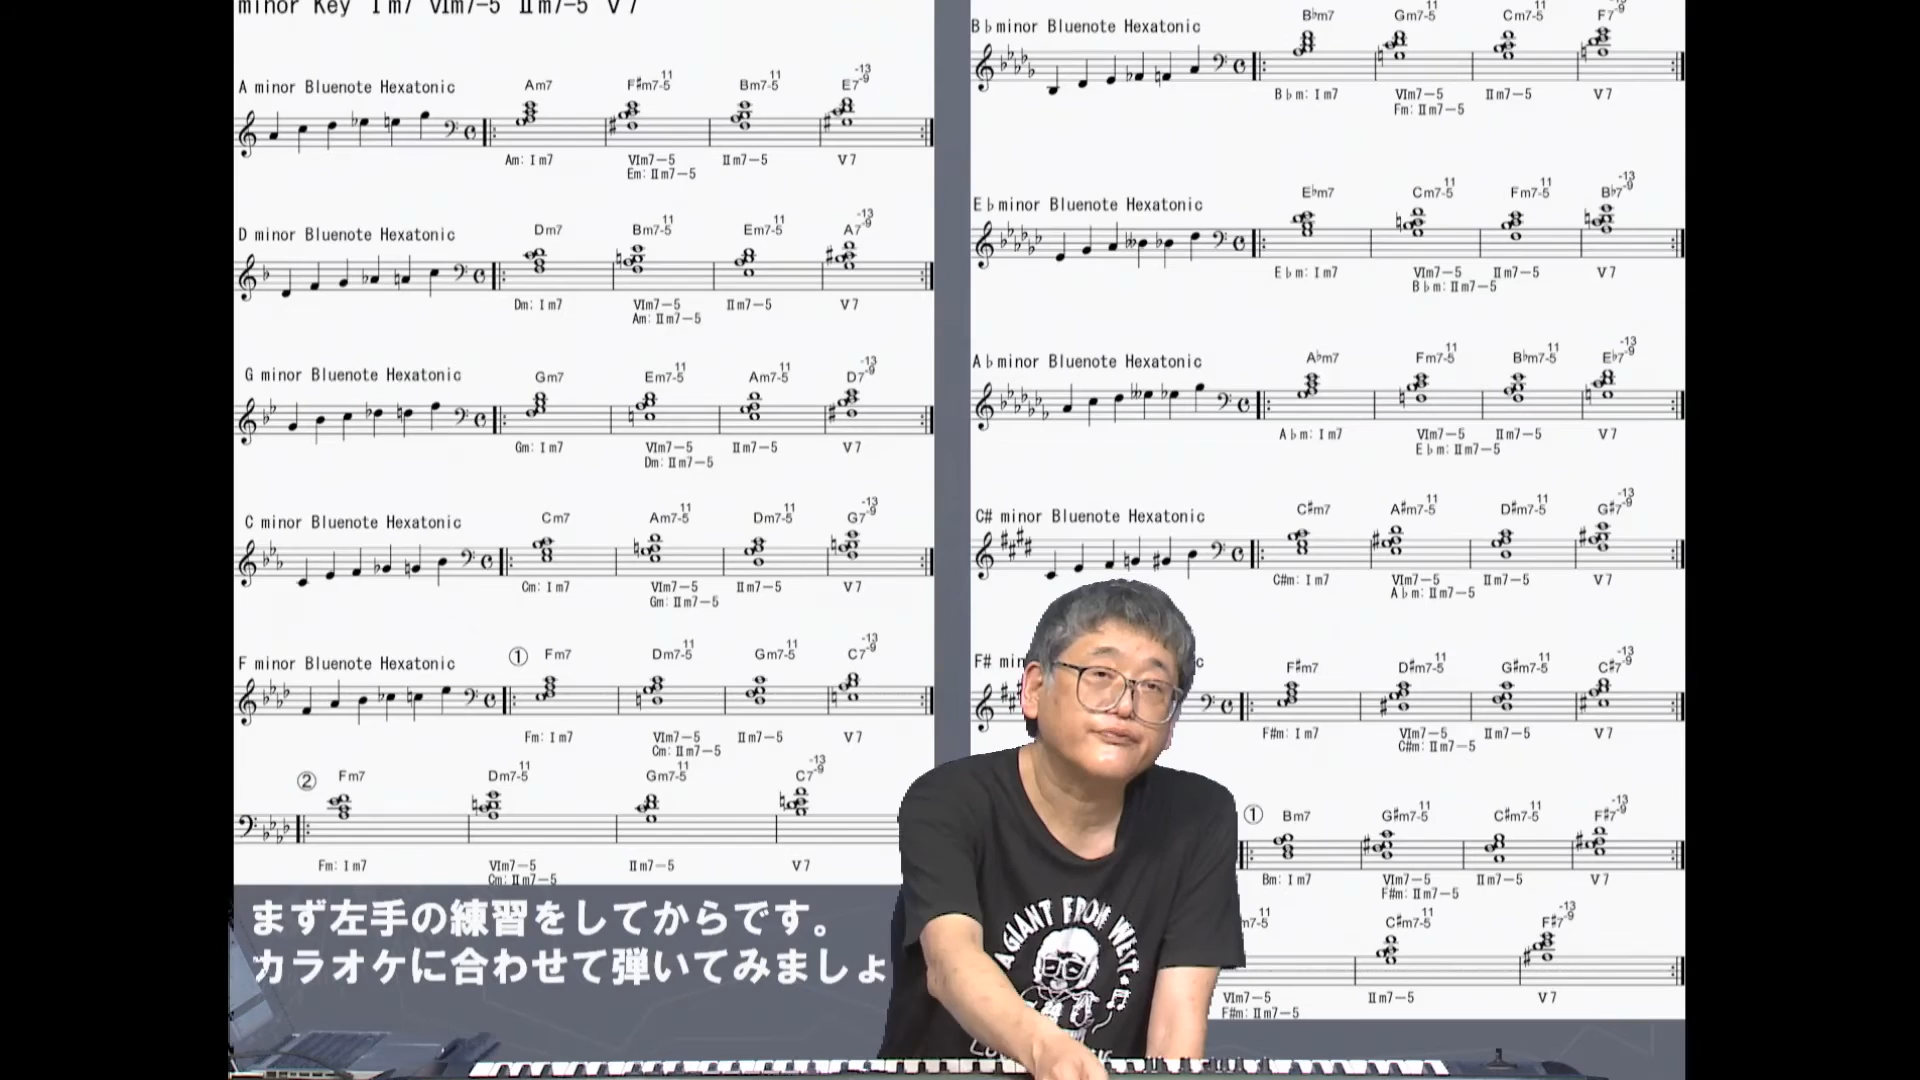 minor Key Ⅰm7 Ⅵm7-5 Ⅱm7-5 Ⅴ7
A minor Bluenote Hexatonic
Am7 F#m7-5 11 Bm7-5 11 E7 -9 -13
Am: Ⅰm7 Ⅵm7-5 Ⅱm7-5 Ⅴ7
Em: Ⅱm7-5
D minor Bluenote Hexatonic
Dm7 Bm7-5 11 Em7-5 11 A7 -9 -13
Dm: Ⅰm7 Ⅵm7-5 Ⅱm7-5 Ⅴ7
Am: Ⅱm7-5
G minor Bluenote Hexatonic
Gm7 Em7-5 11 Am7-5 11 D7 -9 -13
Gm: Ⅰm7 Ⅵm7-5 Ⅱm7-5 Ⅴ7
Dm: Ⅱm7-5
C minor Bluenote Hexatonic
Cm7 Am7-5 11 Dm7-5 11 G7 -9 -13
Cm: Ⅰm7 Ⅵm7-5 Ⅱm7-5 Ⅴ7
Gm: Ⅱm7-5
F minor Bluenote Hexatonic
① Fm7 Dm7-5 11 Gm7-5 11 C7 -9 -13
Fm: Ⅰm7 Ⅵm7-5 Ⅱm7-5 Ⅴ7
Cm: Ⅱm7-5
② Fm7 Dm7-5 11 Gm7-5 11 C7 -9 -13
Fm: Ⅰm7 Ⅵm7-5 Ⅱm7-5 Ⅴ7
Cm: Ⅱm7-5
B♭minor Bluenote Hexatonic
B♭m7 Gm7-5 Cm7-5 F7 -9
B♭m: Ⅰm7 Ⅵm7-5 Ⅱm7-5 Ⅴ7
Fm: Ⅱm7-5
E♭minor Bluenote Hexatonic
E♭m7 Cm7-5 11 Fm7-5 11 B♭7 -9 -13
E♭m: Ⅰm7 Ⅵm7-5 Ⅱm7-5 Ⅴ7
B♭m: Ⅱm7-5
A♭minor Bluenote Hexatonic
A♭m7 Fm7-5 11 B♭m7-5 11 E♭7 -9 -13
A♭m: Ⅰm7 Ⅵm7-5 Ⅱm7-5 Ⅴ7
E♭m: Ⅱm7-5
C# minor Bluenote Hexatonic
C#m7 A#m7-5 11 D#m7-5 11 G#7 -9 -13
C#m: Ⅰm7 Ⅵm7-5 Ⅱm7-5 Ⅴ7
A♭m: Ⅱm7-5
F#
F#m7 D#m7-5 11 G#m7-5 11 C#7 -9 -13
F#m: Ⅰm7 Ⅵm7-5 Ⅱm7-5 Ⅴ7
C#m: Ⅱm7-5
① Bm7 G#m7-5 11 C#m7-5 11 F#7 -9 -13
Bm: Ⅰm7 Ⅵm7-5 Ⅱm7-5 Ⅴ7
F#m: Ⅱm7-5
m7-5 11 C#m7-5 11 F#7 -9 -13
Ⅵm7-5 Ⅱm7-5 Ⅴ7
F#m: Ⅱm7-5
まず左手の練習をしてからです。
カラオケに合わせて弾いてみましょ
A GIANT FROM WEST